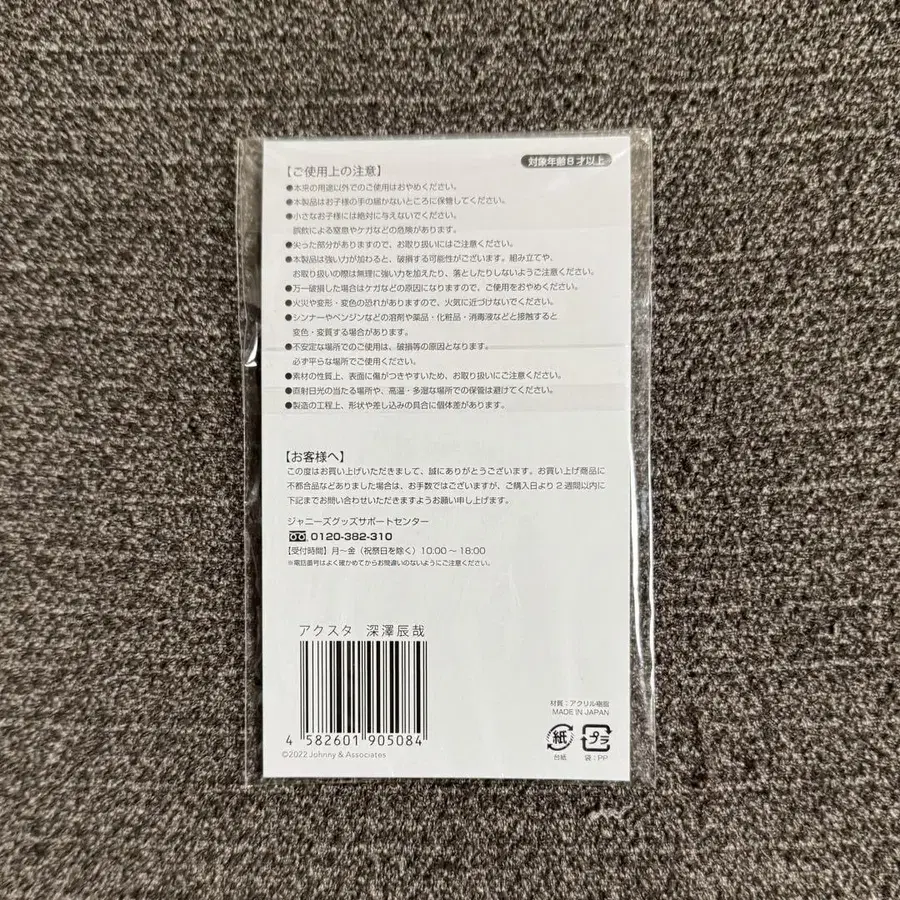 対象年齢8才以上
【ご使用上の注意】
●本来の用途以外でのご使用はおやめください。
●本製品はお子様の手の届かないところに保管してください。
●小さなお子様には絶対に与えないでください。
誤飲による窒息やケガなどの危険があります。
●尖った部分がありますので、お取り扱いにはご注意ください。
●本製品は強い力が加わると、破損する可能性がございます。組み立てや、
お取り扱いの際は無理に強い力を加えたり、落としたりしないようご注意ください。
●万一破損した場合はケガなどの原因になりますので、ご使用をおやめください。
●火災や変形・変色の恐れがありますので、火気に近づけないでください。
●シンナーやベンジンなどの溶剤や薬品・化粧品・消毒液などと接触すると
変色・変質する場合があります。
●不安定な場所でのご使用は、破損等の原因となります。
必ず平らな場所でご使用ください。
●素材の性質上、表面に傷がつきやすいため、お取り扱いにご注意ください。
●直射日光の当たる場所や、高温・多湿な場所での保管は避けてください。
●製造の工程上、形状や差し込みの具合に個体差があります。
【お客様へ】
この度はお買い上げいただきまして、誠にありがとうございます。お買い上げ商品に
不都合品などありました場合は、お手数ではございますが、ご購入日より2週間以内に
下記までお問い合わせいただきますようお願い申し上げます。
ジャニーズグッズサポートセンター
0120-382-310
【受付時間】月〜金（祝祭日を除く）10:00〜18:00
※電話番号はよく確かめてからお間違いのないようにご注意ください。
アクスタ 深澤辰哉
4 582601 905084
©2022 Johnny & Associates
材質：アクリル樹脂
MADE IN JAPAN
紙 プラ
台紙 袋：PP